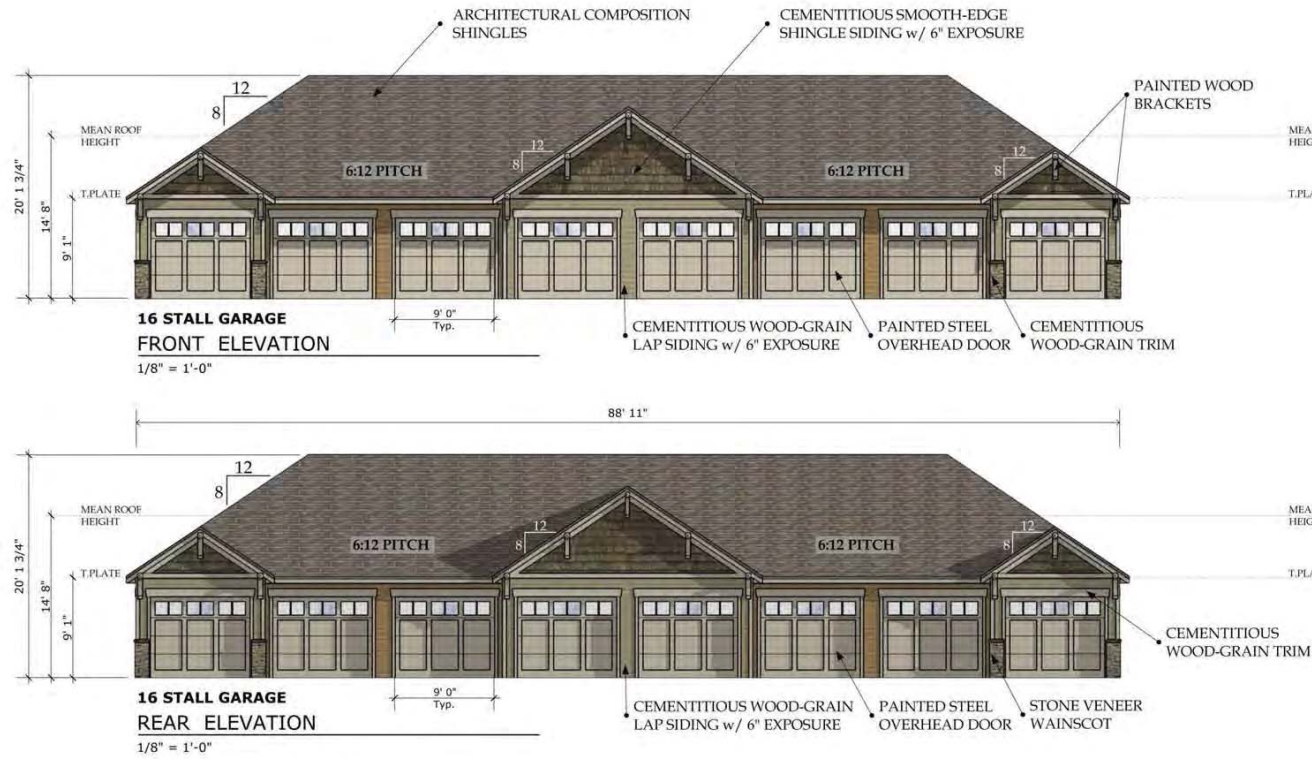 ARCHITECTURAL COMPOSITION
SHINGLES
CEMENTITIOUS SMOOTH-EDGE
SHINGLE SIDING w/ 6" EXPOSURE
PAINTED WOOD
BRACKETS
12
8
MEAN ROOF
HEIGHT
MEA
HEIG
12
8
12
8
6:12 PITCH
6:12 PITCH
T.PLATE
T.PLA
20' 1 3/4"
14' 8"
9' 1"
16 STALL GARAGE
FRONT ELEVATION
1/8" = 1'-0"
9' 0"
Typ.
CEMENTITIOUS WOOD-GRAIN
LAP SIDING w/ 6" EXPOSURE
PAINTED STEEL
OVERHEAD DOOR
CEMENTITIOUS
WOOD-GRAIN TRIM
88' 11"
12
8
MEAN ROOF
HEIGHT
MEA
HEIG
12
8
12
8
6:12 PITCH
6:12 PITCH
T.PLATE
T.PLA
20' 1 3/4"
14' 8"
9' 1"
CEMENTITIOUS
WOOD-GRAIN TRIM
16 STALL GARAGE
REAR ELEVATION
1/8" = 1'-0"
9' 0"
Typ.
CEMENTITIOUS WOOD-GRAIN
LAP SIDING w/ 6" EXPOSURE
PAINTED STEEL
OVERHEAD DOOR
STONE VENEER
WAINSCOT